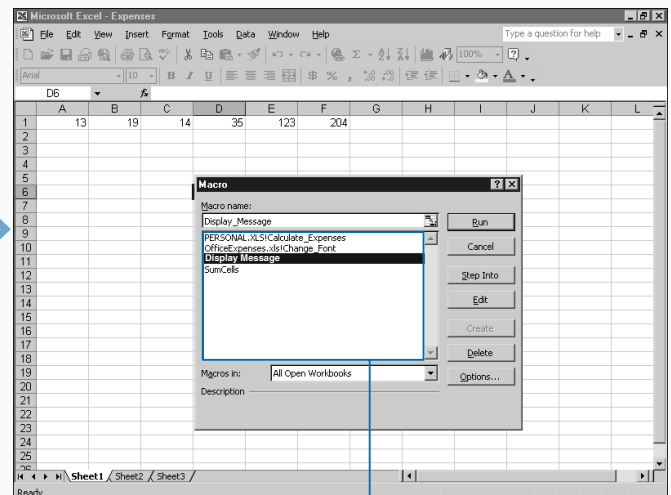 Microsoft Excel - Expenses
File Edit View Insert Format Tools Data Window Help Type a question for help
100%
Arial 10 B I U $ % , .00 .00
D6 fx
A B C D E F G H I J K L
1 13 19 14 35 123 204
2
3
4
5
6
7
8
9
10
11
12
13
14
15
16
17
18
19
20
21
22
23
24
25
26
Macro
Macro name:
Display_Message
PERSONAL.XLS!Calculate_Expenses
OfficeExpenses.xls!Change_Font
Display Message
SumCells
Macros in: All Open Workbooks
Description
Run
Cancel
Step Into
Edit
Create
Delete
Options...
Sheet1 / Sheet2 / Sheet3 /
Ready